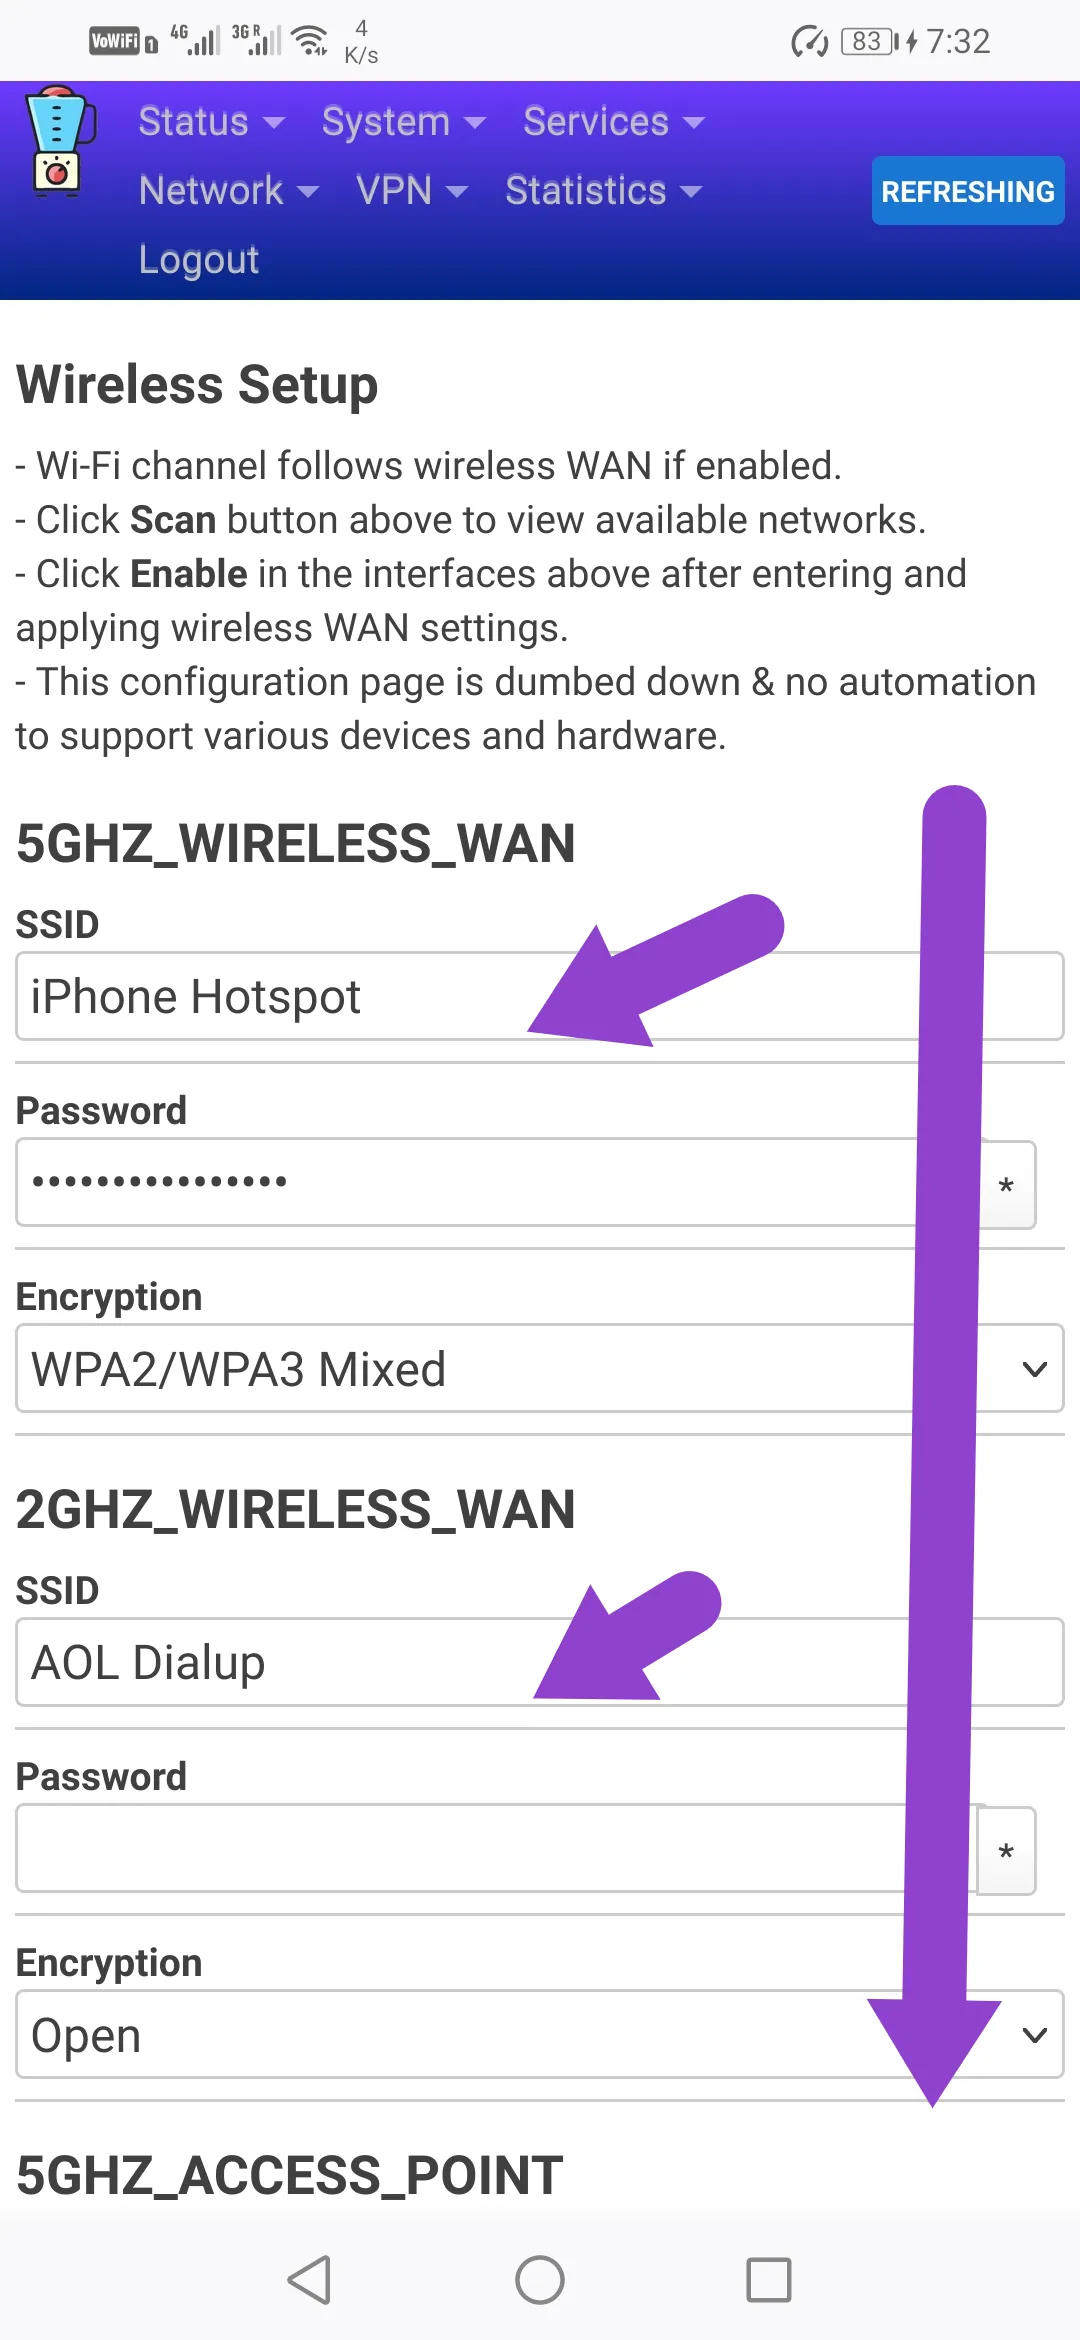 VoWiFi 1 4G 3G R 4 K/s 83 7:32
Status System Services
Network VPN Statistics
REFRESHING
Logout
Wireless Setup
- Wi-Fi channel follows wireless WAN if enabled.
- Click Scan button above to view available networks.
- Click Enable in the interfaces above after entering and
applying wireless WAN settings.
- This configuration page is dumbed down & no automation
to support various devices and hardware.
5GHZ_WIRELESS_WAN
SSID
iPhone Hotspot
Password
••••••••••••••••
*
Encryption
WPA2/WPA3 Mixed
2GHZ_WIRELESS_WAN
SSID
AOL Dialup
Password
*
Encryption
Open
5GHZ_ACCESS_POINT